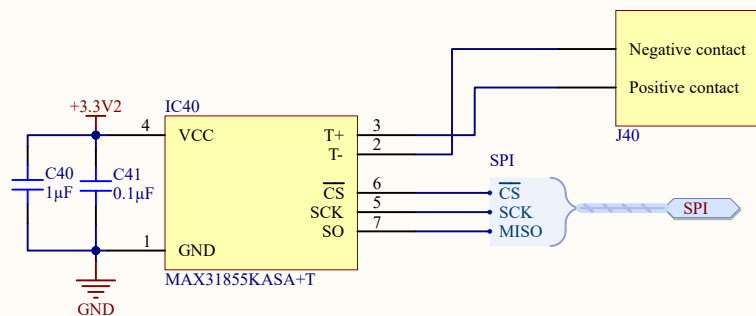 Negative contact
Positive contact
J40
+3.3V2
IC40
4
VCC
T+
3
T-
2
C40
1µF
C41
0.1µF
SPI
CS
6
CS
SCK
5
SCK
SPI
SO
7
MISO
1
GND
MAX31855KASA+T
GND